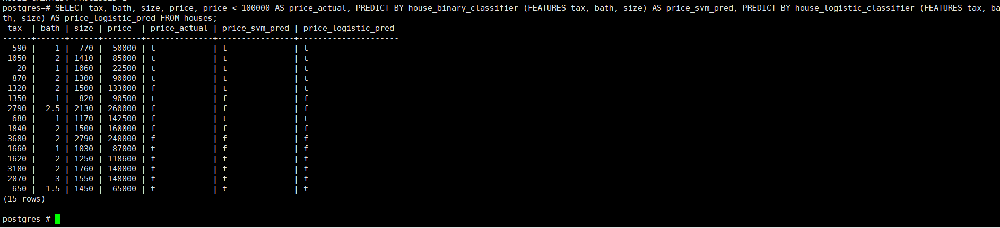 postgres=# SELECT tax, bath, size, price, price < 100000 AS price_actual, PREDICT BY house_binary_classifier (FEATURES tax, bath, size) AS price_svm_pred, PREDICT BY house_logistic_classifier (FEATURES tax, ba
th, size) AS price_logistic_pred FROM houses;
 tax  | bath | size | price  | price_actual | price_svm_pred | price_logistic_pred
------+------+------+--------+--------------+----------------+---------------------
  590 |    1 |  770 |  50000 | t            | t              | t
 1050 |    2 | 1410 |  85000 | t            | t              | t
   20 |    1 | 1060 |  22500 | t            | t              | t
  870 |    2 | 1300 |  90000 | t            | t              | t
 1320 |    2 | 1500 | 133000 | f            | t              | t
 1350 |    1 |  820 |  90500 | t            | f              | f
 2790 |  2.5 | 2130 | 260000 | f            | f              | f
  680 |    1 | 1170 | 142500 | f            | t              | t
 1840 |    2 | 1500 | 160000 | f            | f              | f
 3680 |    2 | 2790 | 240000 | f            | f              | f
 1660 |    1 | 1030 |  87000 | t            | f              | f
 1620 |    2 | 1250 | 118600 | f            | f              | f
 3100 |    2 | 1760 | 140000 | f            | f              | f
 2070 |    3 | 1550 | 148000 | f            | f              | f
  650 |  1.5 | 1450 |  65000 | t            | t              | t
(15 rows)
postgres=#